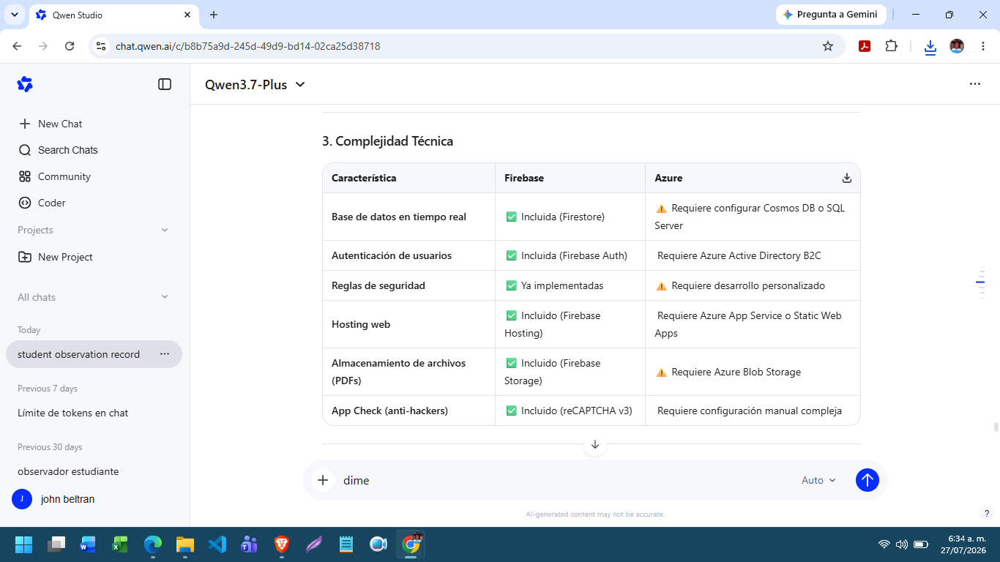 Qwen Studio
Pregunta a Gemini
chat.qwen.ai/c/b8b75a9d-245d-49d9-bd14-02ca25d38718
New Chat
Search Chats
Community
Coder
Projects
New Project
All chats
Today
student observation record
Previous 7 days
Límite de tokens en chat
Previous 30 days
observador estudiante
J
john beltran
Qwen3.7-Plus
3. Complejidad Técnica
Característica Firebase Azure
Base de datos en tiempo real ✅ Incluida (Firestore) ⚠️ Requiere configurar Cosmos DB o SQL
Server
Autenticación de usuarios ✅ Incluida (Firebase Auth) Requiere Azure Active Directory B2C
Reglas de seguridad ✅ Ya implementadas ⚠️ Requiere desarrollo personalizado
Hosting web ✅ Incluido (Firebase
Hosting) Requiere Azure App Service o Static Web
Apps
Almacenamiento de archivos
(PDFs) ✅ Incluido (Firebase
Storage) ⚠️ Requiere Azure Blob Storage
App Check (anti-hackers) ✅ Incluido (reCAPTCHA v3) Requiere configuración manual compleja
dime
Auto
AI-generated content may not be accurate.
?
6:34 a. m.
27/07/2026